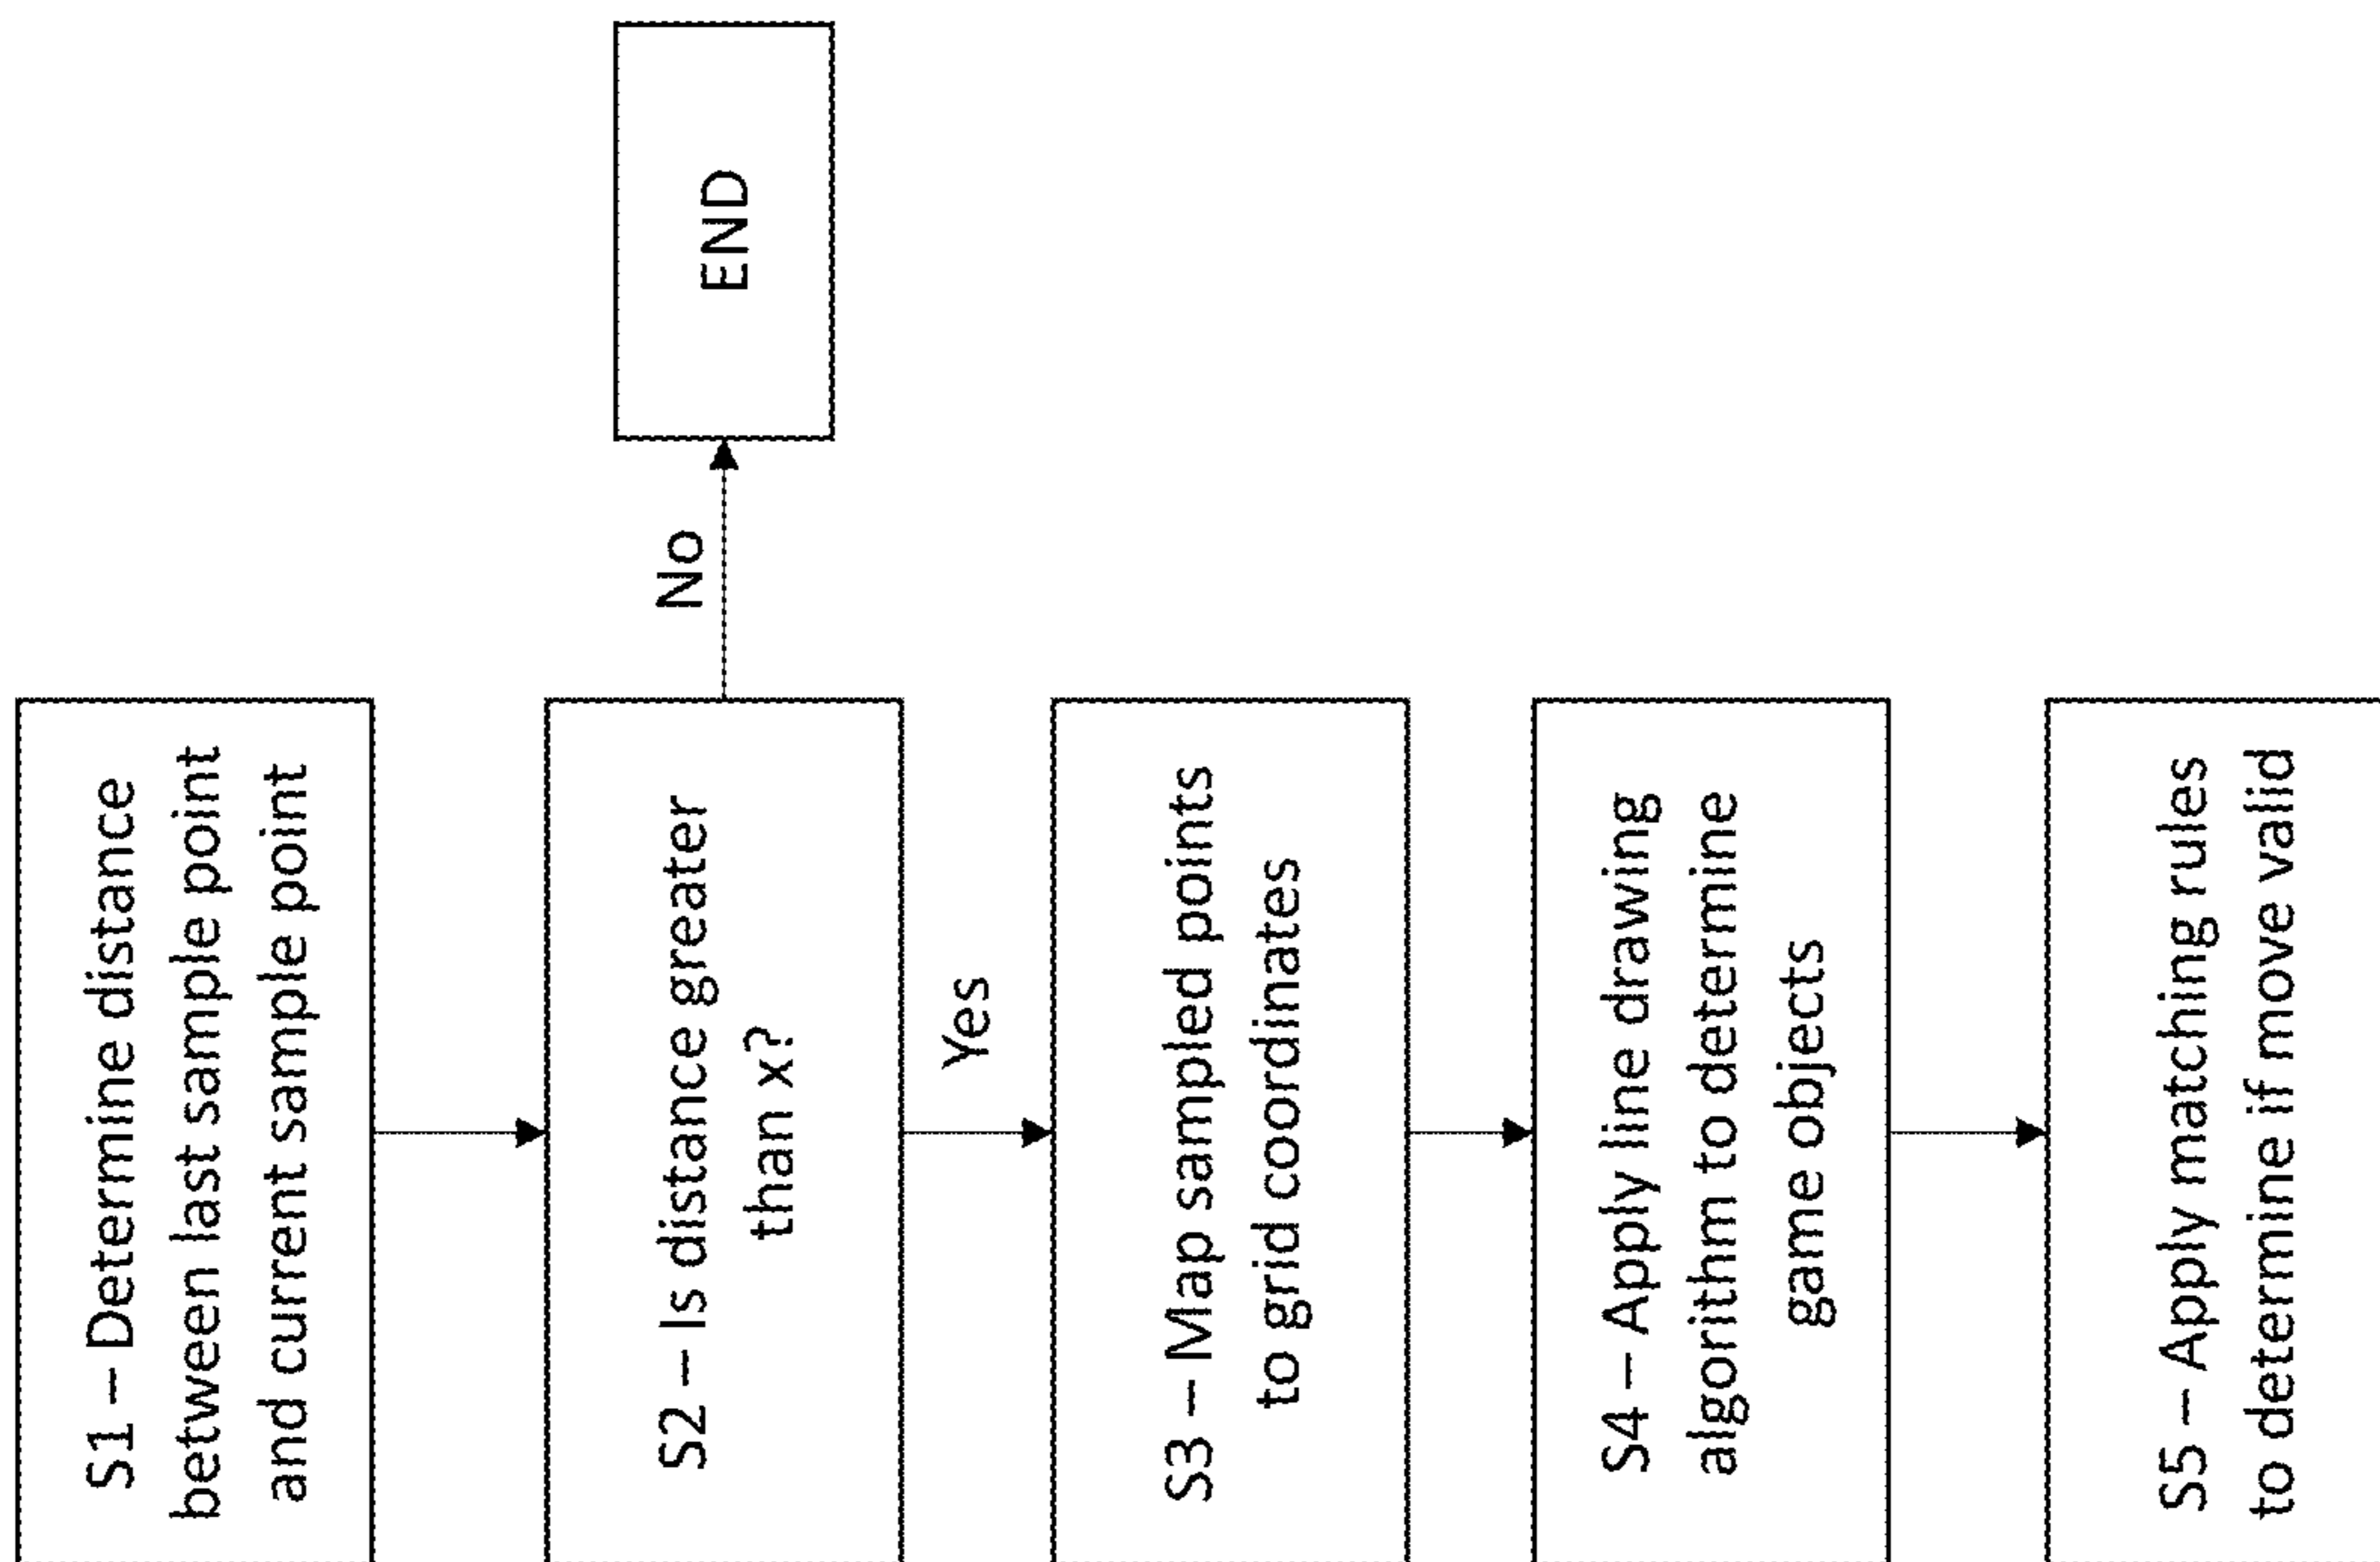 S1 – Determine distance
between last sample point
and current sample point
S2 – Is distance greater
than x?
No
END
Yes
S3 – Map sampled points
to grid coordinates
S4 – Apply line drawing
algorithm to determine
game objects
S5 – Apply matching rules
to determine if move valid